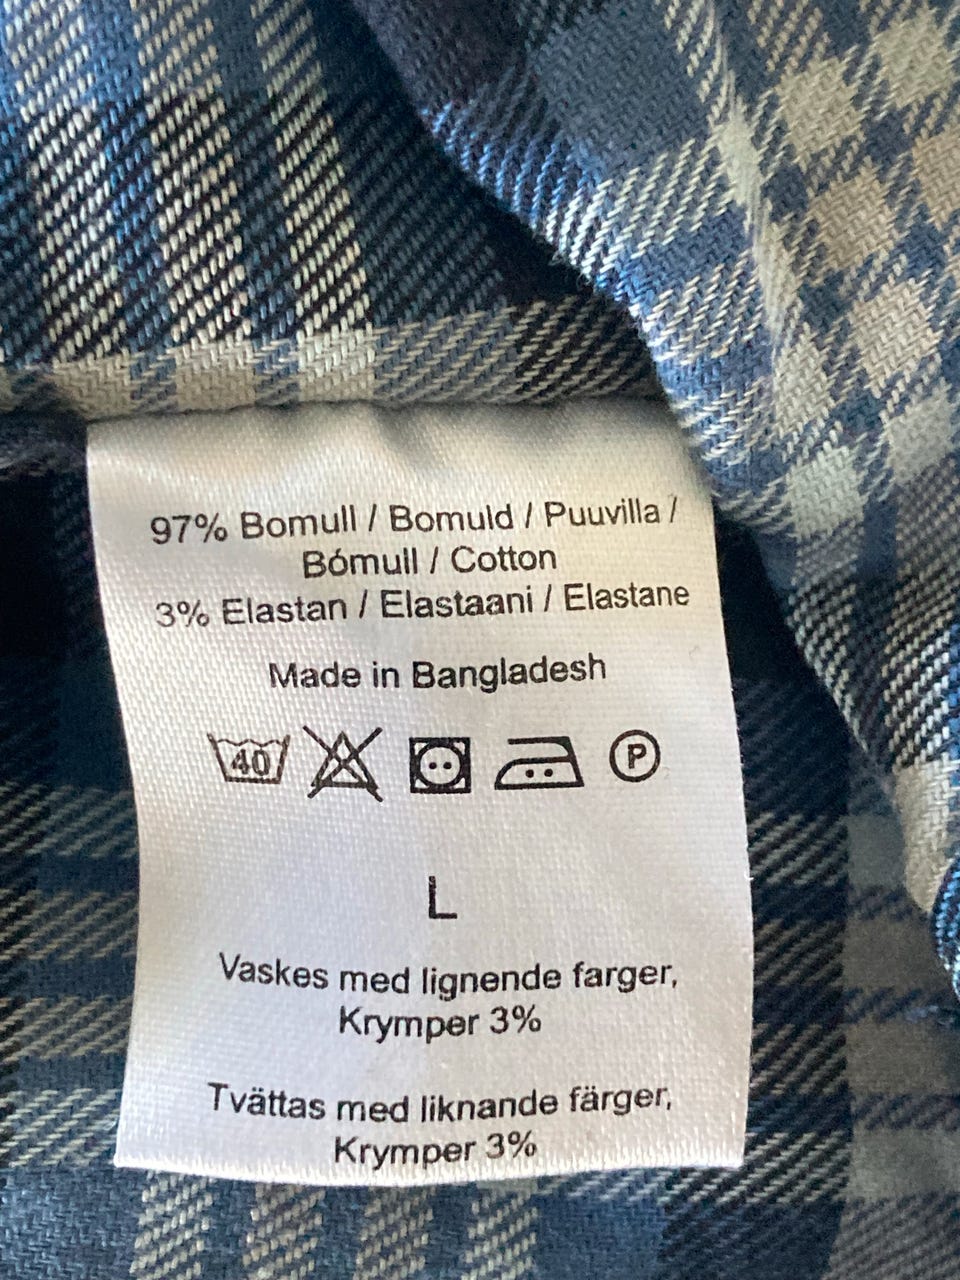 97% Bomull / Bomuld / Puuvilla /
Bómull / Cotton
3% Elastan / Elastaani / Elastane
Made in Bangladesh
40 P
L
Vaskes med lignende farger,
Krymper 3%
Tvättas med liknande färger,
Krymper 3%